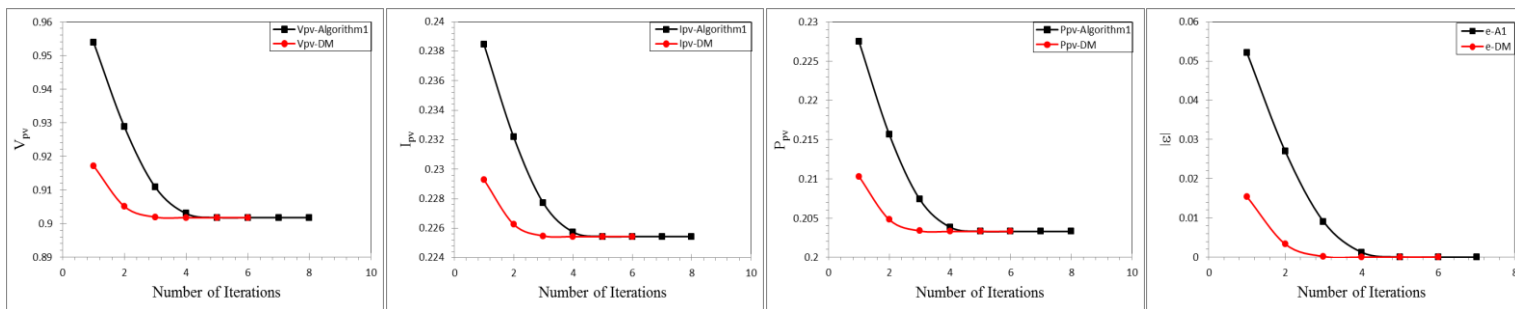 0.96
0.95
0.94
0.93
0.92
0.91
0.9
0.89
V_pv
0 2 4 6 8 10
Number of Iterations
Vpv-Algorithm1
Vpv-DM
0.24
0.238
0.236
0.234
0.232
0.23
0.228
0.226
0.224
I_pv
0 2 4 6 8 10
Number of Iterations
Ipv-Algorithm1
Ipv-DM
0.23
0.225
0.22
0.215
0.21
0.205
0.2
P_pv
0 2 4 6 8 10
Number of Iterations
Ppv-Algorithm1
Ppv-DM
0.06
0.05
0.04
0.03
0.02
0.01
0
|ε|
0 2 4 6 8
Number of Iterations
e-A1
e-DM